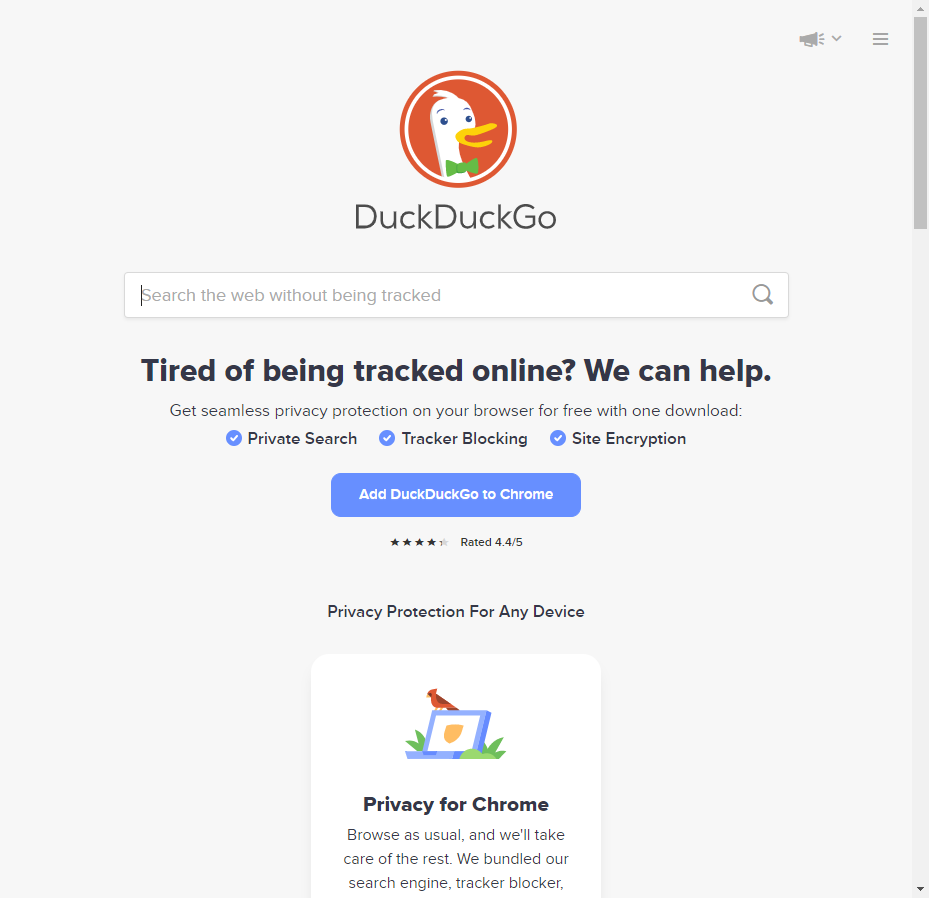 DuckDuckGo
Search the web without being tracked
Tired of being tracked online? We can help.
Get seamless privacy protection on your browser for free with one download:
Private Search Tracker Blocking Site Encryption
Add DuckDuckGo to Chrome
Rated 4.4/5
Privacy Protection For Any Device
Privacy for Chrome
Browse as usual, and we'll take
care of the rest. We bundled our
search engine, tracker blocker,